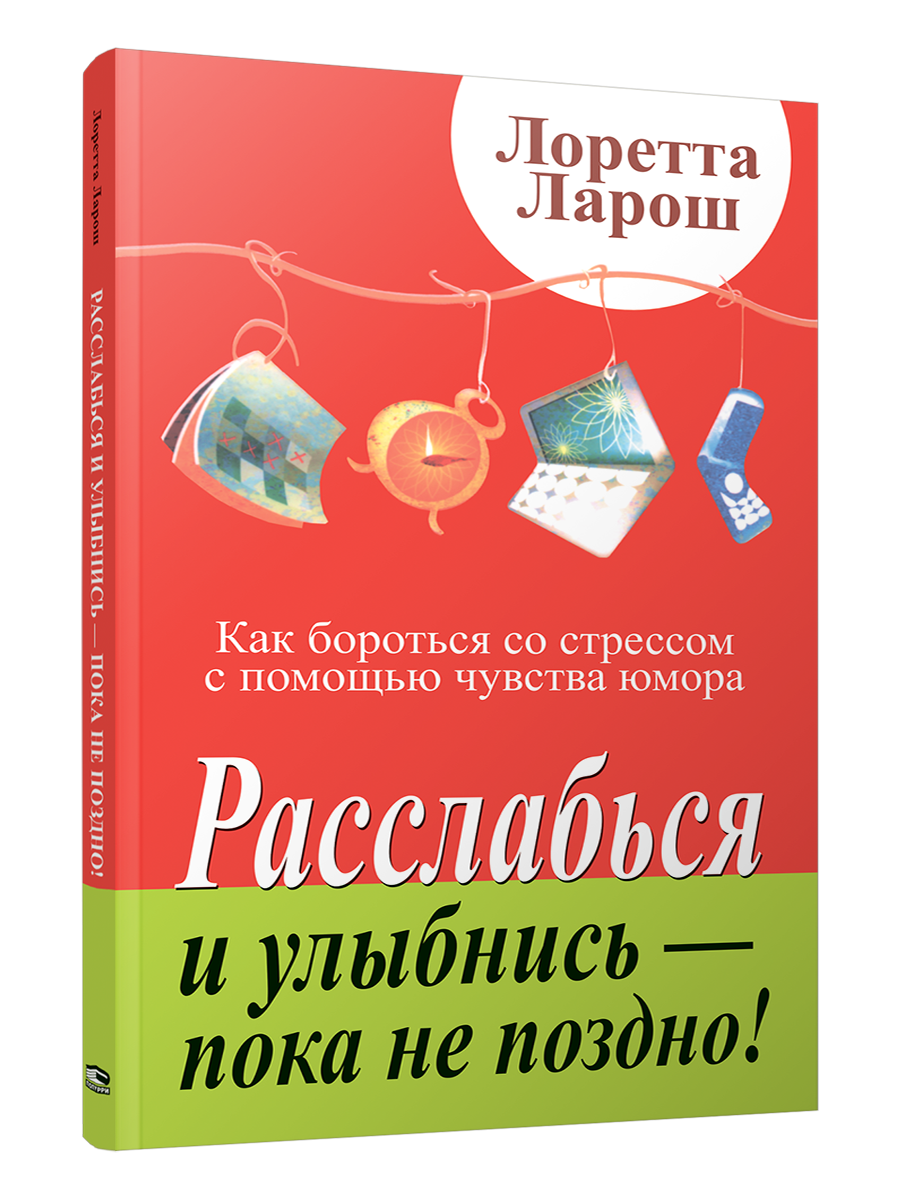 Лоретта
Ларош
Как бороться со стрессом
с помощью чувства юмора
Расслабься
и улыбнись —
пока не поздно!
Лоретта Ларош
РАССЛАБЬСЯ И УЛЫБНИСЬ — ПОКА НЕ ПОЗДНО!
ПОПУРРИ